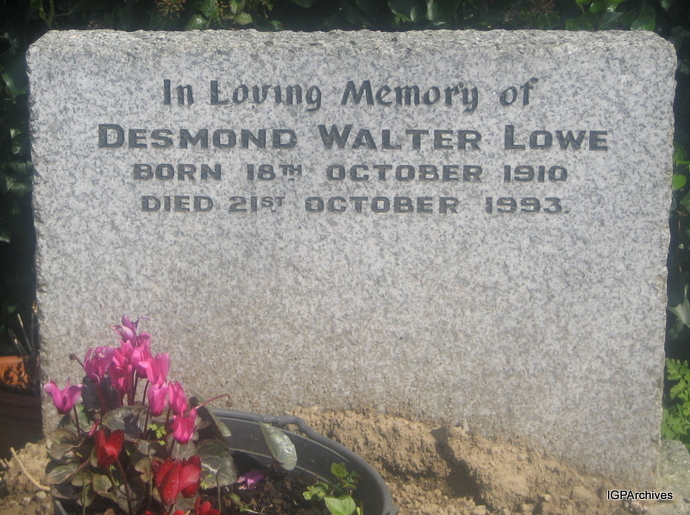 In Loving Memory of
DESMOND WALTER LOWE
BORN 18TH OCTOBER 1910
DIED 21ST OCTOBER 1993.
IGPArchives